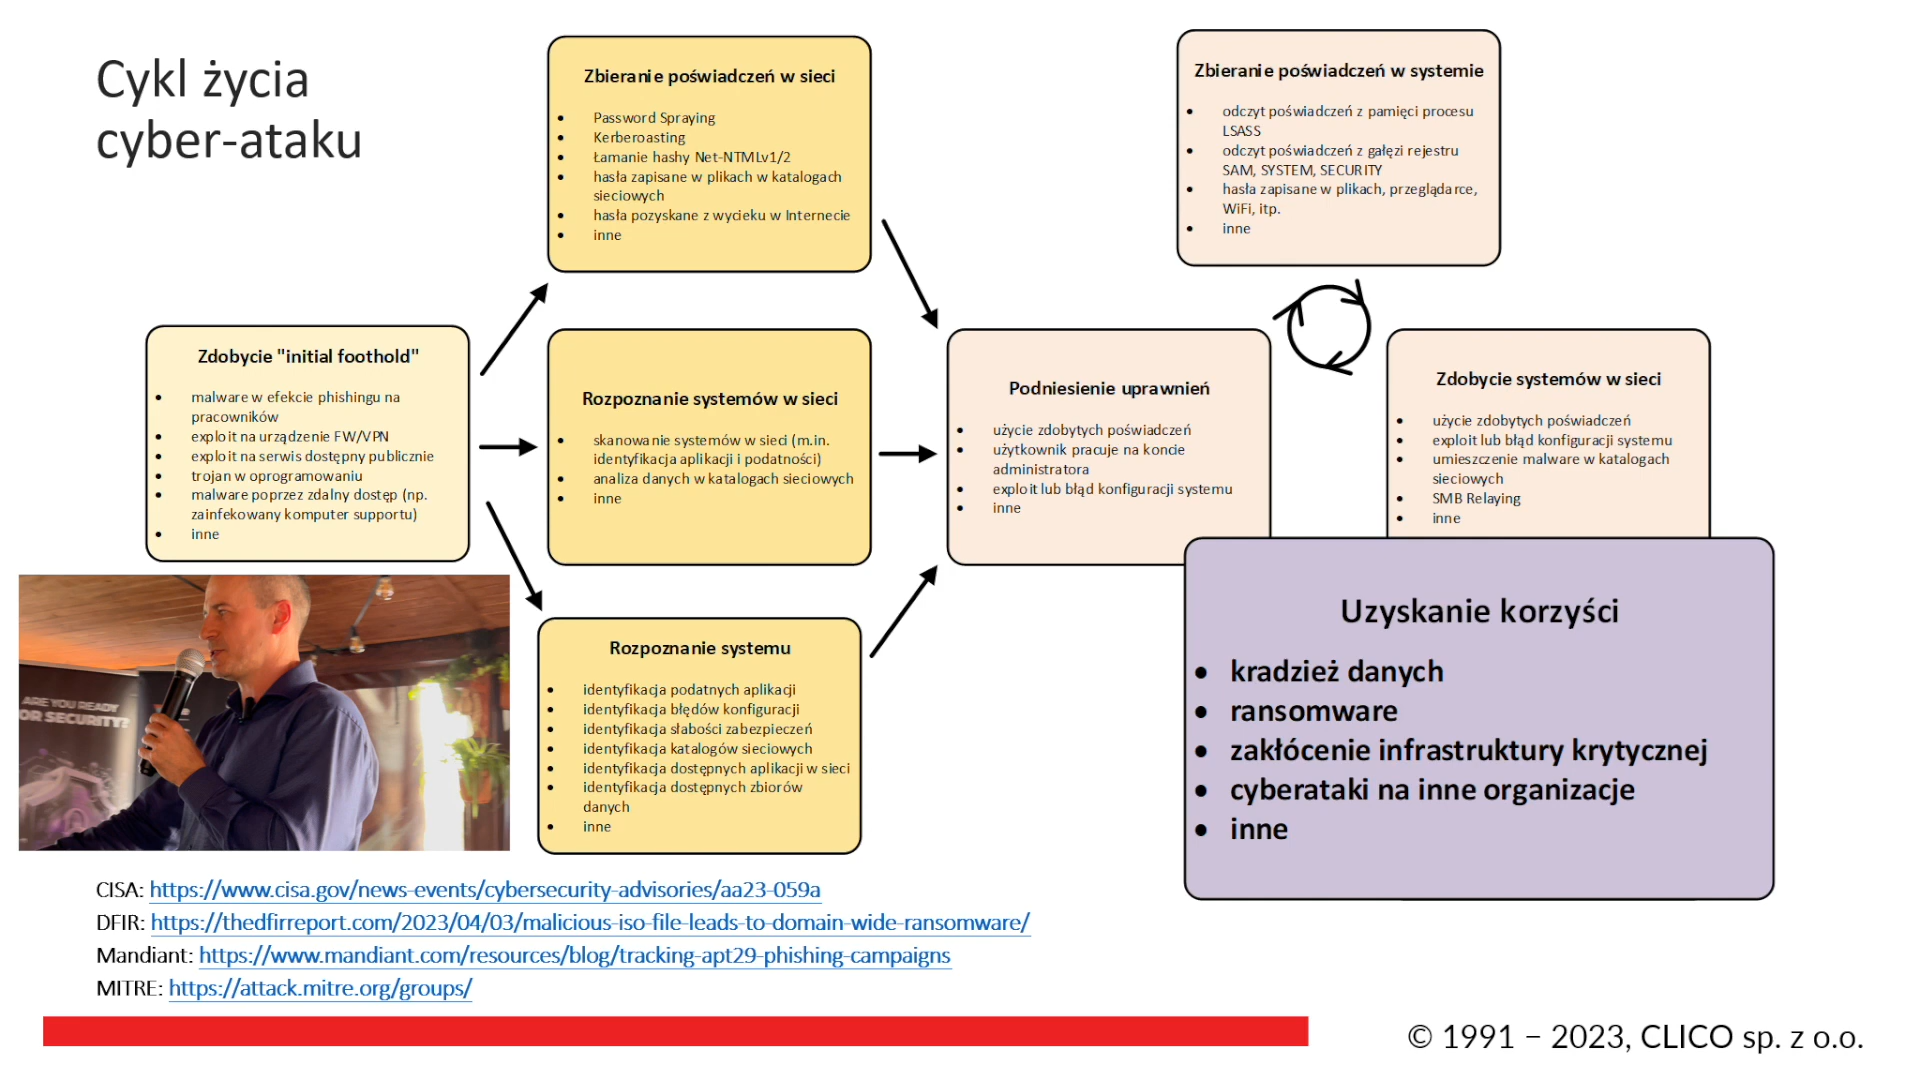 Cykl życia
cyber-ataku
Zbieranie poświadczeń w sieci
• Password Spraying
• Kerberoasting
• Łamanie hashy Net-NTMLv1/2
• hasła zapisane w plikach w katalogach
sieciowych
• hasła pozyskane z wycieku w Internecie
• inne
Zbieranie poświadczeń w systemie
• odczyt poświadczeń z pamięci procesu
LSASS
• odczyt poświadczeń z gałęzi rejestru
SAM, SYSTEM, SECURITY
• hasła zapisane w plikach, przeglądarce,
WiFi, itp.
• inne
Zdobycie "initial foothold"
• malware w efekcie phishingu na
pracowników
• exploit na urządzenie FW/VPN
• exploit na serwis dostępny publicznie
• trojan w oprogramowaniu
• malware poprzez zdalny dostęp (np.
zainfekowany komputer supportu)
• inne
Rozpoznanie systemów w sieci
• skanowanie systemów w sieci (m.in.
identyfikacja aplikacji i podatności)
• analiza danych w katalogach sieciowych
• inne
Podniesienie uprawnień
• użycie zdobytych poświadczeń
• użytkownik pracuje na koncie
administratora
• exploit lub błąd konfiguracji systemu
• inne
Zdobycie systemów w sieci
• użycie zdobytych poświadczeń
• exploit lub błąd konfiguracji systemu
• umieszczenie malware w katalogach
sieciowych
• SMB Relaying
• inne
Rozpoznanie systemu
• identyfikacja podatnych aplikacji
• identyfikacja błędów konfiguracji
• identyfikacja słabości zabezpieczeń
• identyfikacja katalogów sieciowych
• identyfikacja dostępnych aplikacji w sieci
• identyfikacja dostępnych zbiorów
danych
• inne
Uzyskanie korzyści
• kradzież danych
• ransomware
• zakłócenie infrastruktury krytycznej
• cyberataki na inne organizacje
• inne
ARE YOU READY
OR SECURITY?
CISA: https://www.cisa.gov/news-events/cybersecurity-advisories/aa23-059a
DFIR: https://thedfirreport.com/2023/04/03/malicious-iso-file-leads-to-domain-wide-ransomware/
Mandiant: https://www.mandiant.com/resources/blog/tracking-apt29-phishing-campaigns
MITRE: https://attack.mitre.org/groups/
© 1991 – 2023, CLICO sp. z o.o.